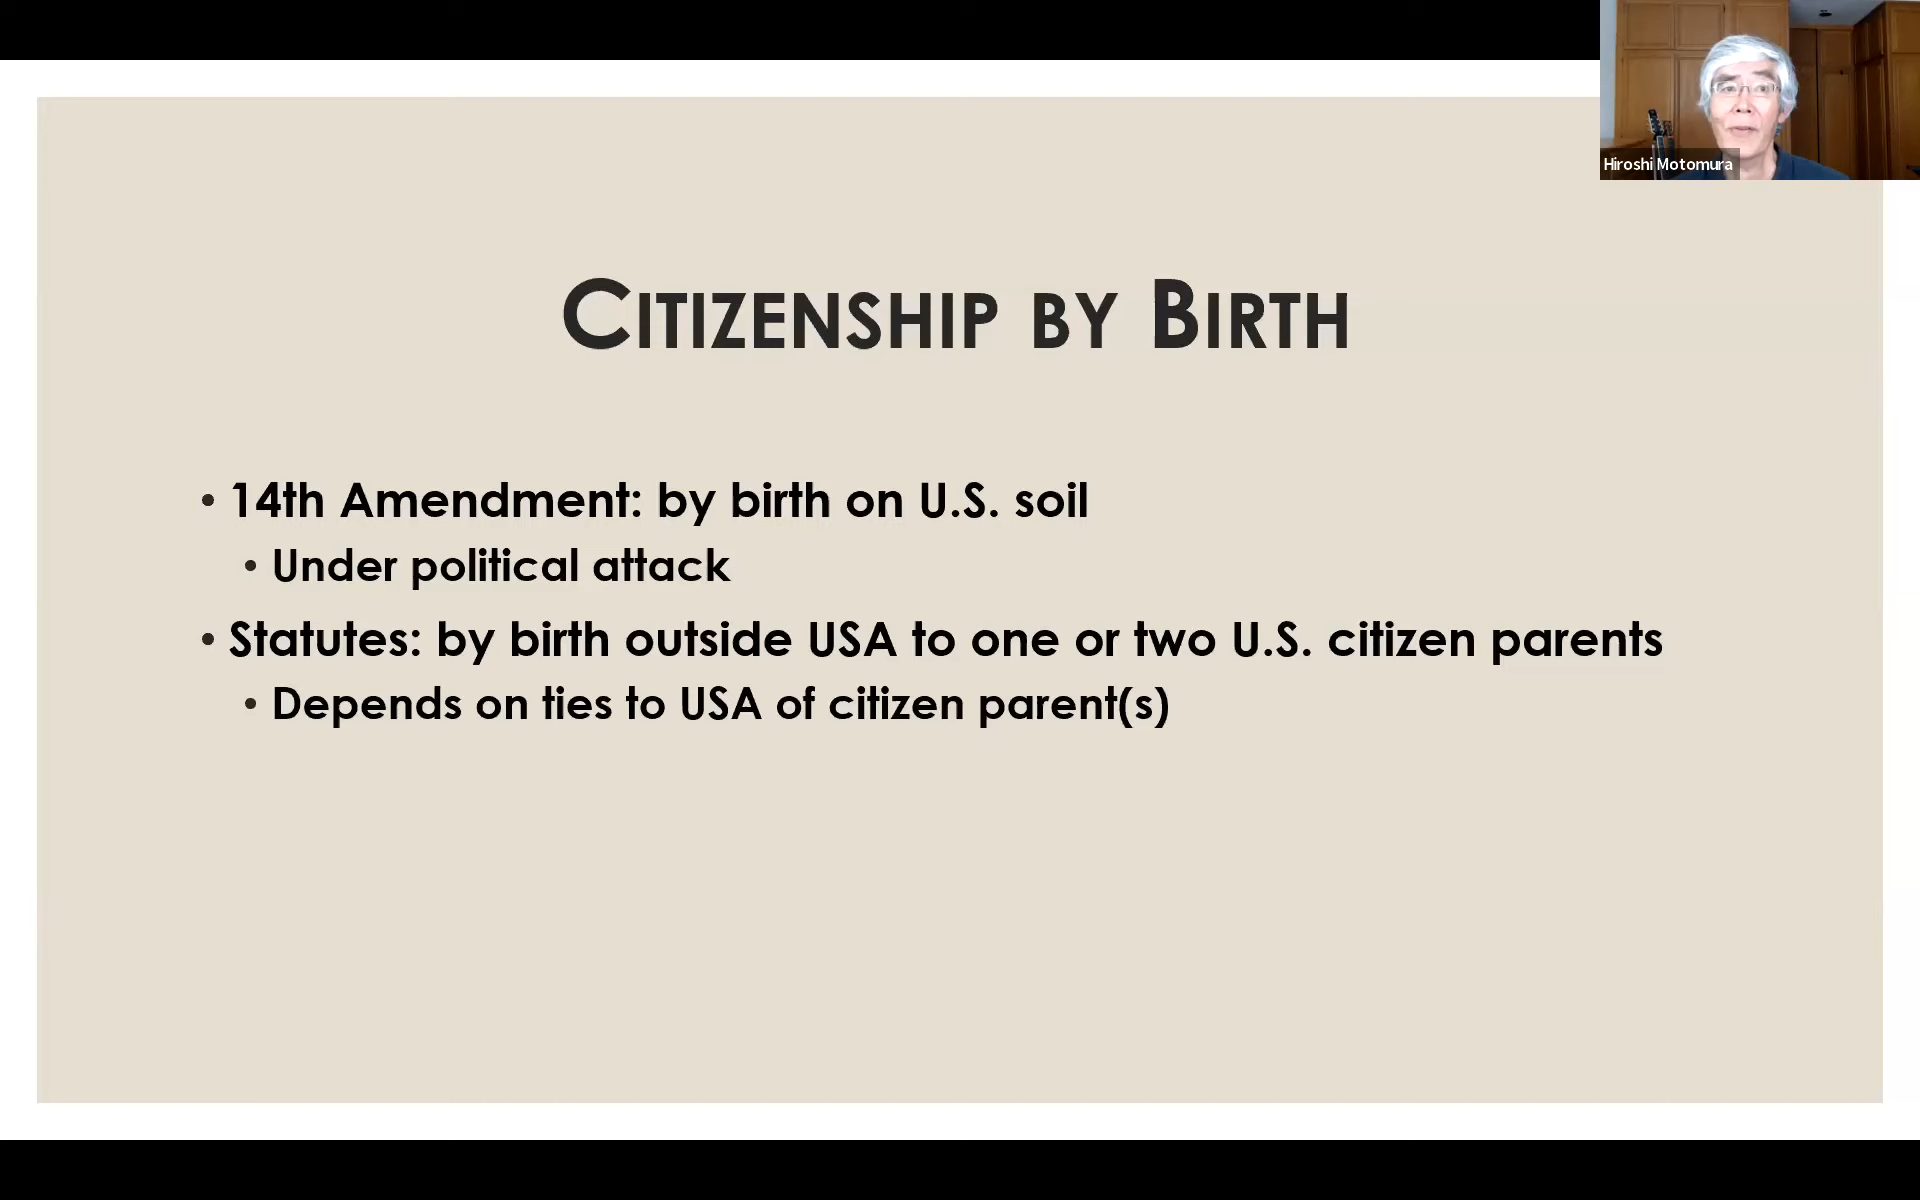 Hiroshi Motomura
Citizenship by Birth
• 14th Amendment: by birth on U.S. soil
• Under political attack
• Statutes: by birth outside USA to one or two U.S. citizen parents
• Depends on ties to USA of citizen parent(s)